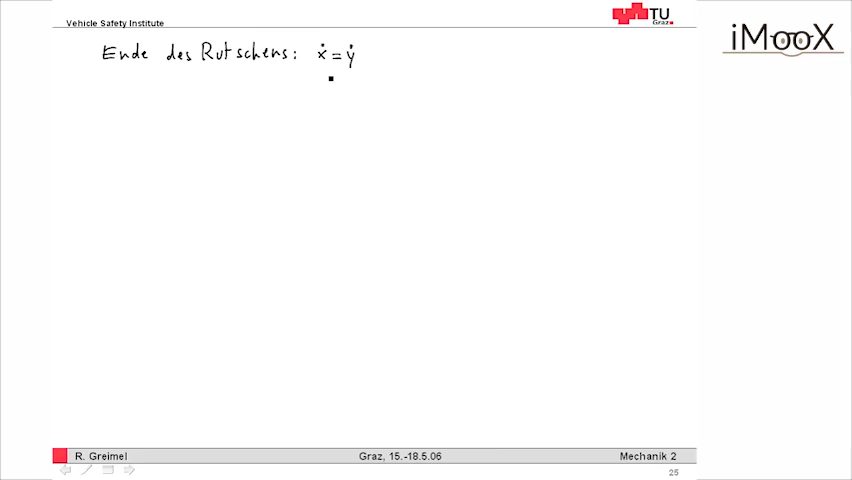 Vehicle Safety Institute
TU
Graz
iMooX
Ende des Rutschens: ẋ = ẏ
R. Greimel
Graz, 15.-18.5.06
Mechanik 2
25